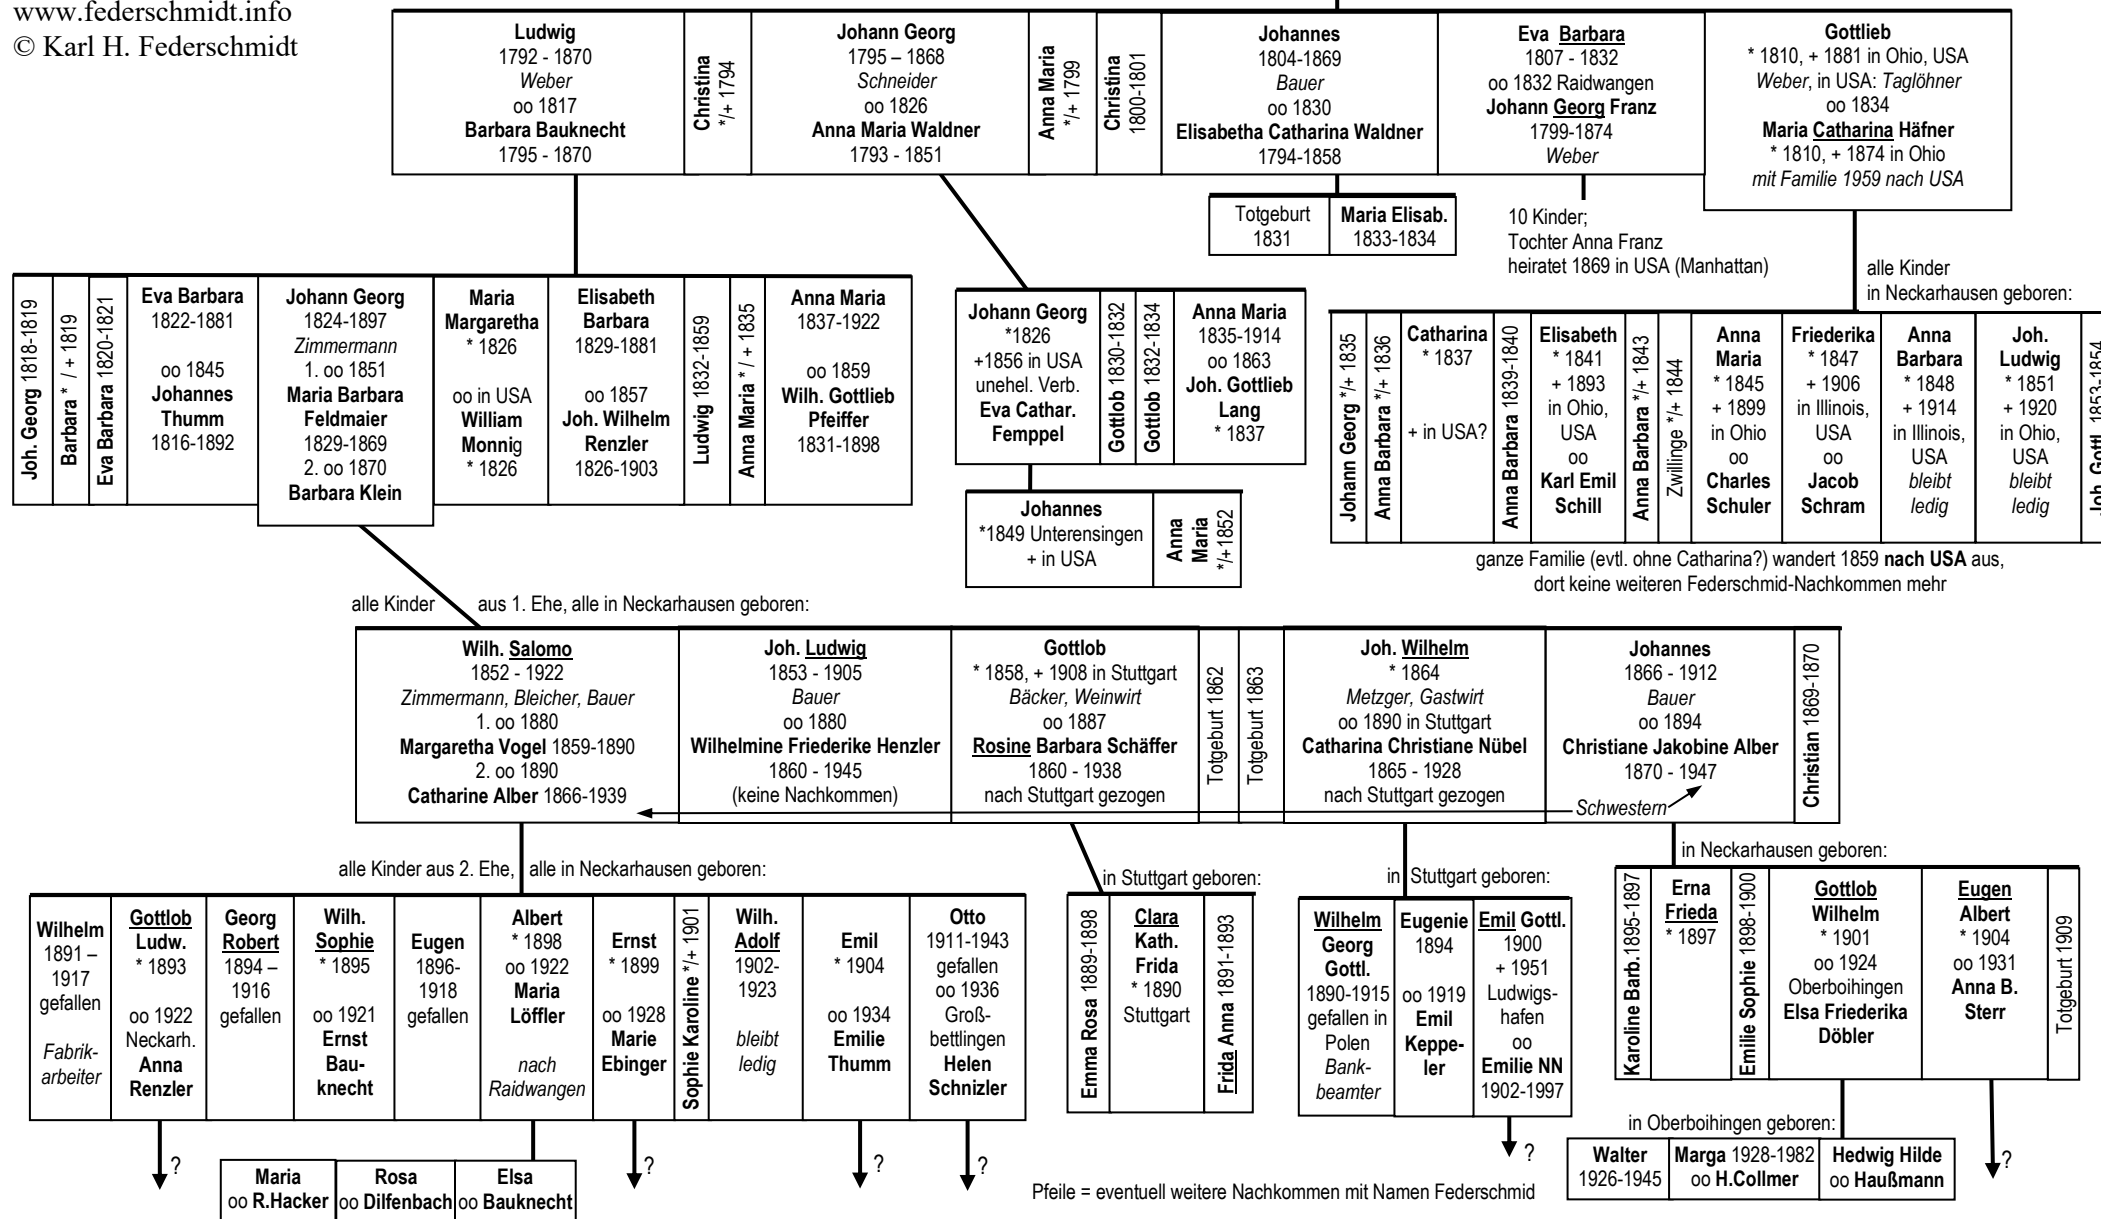 www.federschmidt.info
© Karl H. Federschmidt
Ludwig
1792 - 1870
Weber
oo 1817
Barbara Bauknecht
1795 - 1870
Christina
*/+ 1794
Johann Georg
1795 – 1868
Schneider
oo 1826
Anna Maria Waldner
1793 - 1851
Anna Maria
*/+ 1799
Christina
1800-1801
Johannes
1804-1869
Bauer
oo 1830
Elisabetha Catharina Waldner
1794-1858
Eva Barbara
1807 - 1832
oo 1832 Raidwangen
Johann Georg Franz
1799-1874
Weber
Gottlieb
* 1810, + 1881 in Ohio, USA
Weber, in USA: Taglöhner
oo 1834
Maria Catharina Häfner
* 1810, + 1874 in Ohio
mit Familie 1959 nach USA
Totgeburt
1831
Maria Elisab.
1833-1834
10 Kinder;
Tochter Anna Franz
heiratet 1869 in USA (Manhattan)
alle Kinder
in Neckarhausen geboren:
Joh. Georg 1818-1819
Barbara * / + 1819
Eva Barbara 1820-1821
Eva Barbara
1822-1881
oo 1845
Johannes
Thumm
1816-1892
Johann Georg
1824-1897
Zimmermann
1. oo 1851
Maria Barbara
Feldmaier
1829-1869
2. oo 1870
Barbara Klein
Maria
Margaretha
* 1826
oo in USA
William
Monnig
* 1826
Elisabeth
Barbara
1829-1881
oo 1857
Joh. Wilhelm
Renzler
1826-1903
Ludwig 1832-1859
Anna Maria * / + 1835
Anna Maria
1837-1922
oo 1859
Wilh. Gottlieb
Pfeiffer
1831-1898
Johann Georg
*1826
+1856 in USA
unehel. Verb.
Eva Cathar.
Femppel
Gottlob 1830-1832
Gottlob 1832-1834
Anna Maria
1835-1914
oo 1863
Joh. Gottlieb
Lang
* 1837
Johann Georg */+ 1835
Anna Barbara */+ 1836
Catharina
* 1837
+ in USA?
Anna Barbara 1839-1840
Elisabeth
* 1841
+ 1893
in Ohio,
USA
oo
Karl Emil
Schill
Anna Barbara */+ 1843
Zwillinge */+ 1844
Anna
Maria
* 1845
+ 1899
in Ohio
oo
Charles
Schuler
Friederika
* 1847
+ 1906
in Illinois,
USA
oo
Jacob
Schram
Anna
Barbara
* 1848
+ 1914
in Illinois,
USA
bleibt
ledig
Joh.
Ludwig
* 1851
+ 1920
in Ohio,
USA
bleibt
ledig
Joh. Gottl. 1853-1854
Johannes
*1849 Unterensingen
+ in USA
Anna
Maria
*/+1852
ganze Familie (evtl. ohne Catharina?) wandert 1859 nach USA aus,
dort keine weiteren Federschmid-Nachkommen mehr
alle Kinder aus 1. Ehe, alle in Neckarhausen geboren:
Wilh. Salomo
1852 - 1922
Zimmermann, Bleicher, Bauer
1. oo 1880
Margaretha Vogel 1859-1890
2. oo 1890
Catharine Alber 1866-1939
Joh. Ludwig
1853 - 1905
Bauer
oo 1880
Wilhelmine Friederike Henzler
1860 - 1945
(keine Nachkommen)
Gottlob
* 1858, + 1908 in Stuttgart
Bäcker, Weinwirt
oo 1887
Rosine Barbara Schäffer
1860 - 1938
nach Stuttgart gezogen
Totgeburt 1862
Totgeburt 1863
Joh. Wilhelm
* 1864
Metzger, Gastwirt
oo 1890 in Stuttgart
Catharina Christiane Nübel
1865 - 1928
nach Stuttgart gezogen
Johannes
1866 - 1912
Bauer
oo 1894
Christiane Jakobine Alber
1870 - 1947
Schwestern
Christian 1869-1870
alle Kinder aus 2. Ehe, alle in Neckarhausen geboren:
in Stuttgart geboren:
in Stuttgart geboren:
in Neckarhausen geboren:
Wilhelm
1891 –
1917
gefallen
Fabrik-
arbeiter
Gottlob
Ludw.
* 1893
oo 1922
Neckarh.
Anna
Renzler
Georg
Robert
1894 –
1916
gefallen
Wilh.
Sophie
* 1895
oo 1921
Ernst
Bau-
knecht
Eugen
1896-
1918
gefallen
Albert
* 1898
oo 1922
Maria
Löffler
nach
Raidwangen
Ernst
* 1899
oo 1928
Marie
Ebinger
Sophie Karoline */+ 1901
Wilh.
Adolf
1902-
1923
bleibt
ledig
Emil
* 1904
oo 1934
Emilie
Thumm
Otto
1911-1943
gefallen
oo 1936
Groß-
bettlingen
Helen
Schnizler
Emma Rosa 1889-1898
Clara
Kath.
Frida
* 1890
Stuttgart
Frida Anna 1891-1893
Wilhelm
Georg
Gottl.
1890-1915
gefallen in
Polen
Bank-
beamter
Eugenie
1894
oo 1919
Emil
Keppe-
ler
Emil Gottl.
1900
+ 1951
Ludwigs-
hafen
oo
Emilie NN
1902-1997
Karoline Barb.1895-1897
Erna
Frieda
* 1897
Emilie Sophie 1898-1900
Gottlob
Wilhelm
* 1901
oo 1924
Oberboihingen
Elsa Friederika
Döbler
Eugen
Albert
* 1904
oo 1931
Anna B.
Sterr
Totgeburt 1909
?
?
?
?
?
?
Maria
oo R.Hacker
Rosa
oo Dilfenbach
Elsa
oo Bauknecht
in Oberboihingen geboren:
Walter
1926-1945
Marga 1928-1982
oo H.Collmer
Hedwig Hilde
oo Haußmann
Pfeile = eventuell weitere Nachkommen mit Namen Federschmid